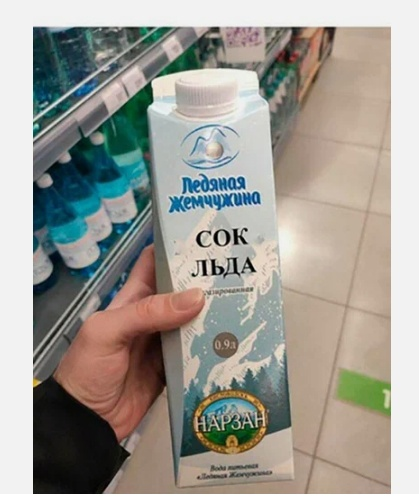 Ледяная
Жемчужина
СОК
ЛЬДА
0.9л
НАРЗАН
Вода питьевая
«Ледяная Жемчужина»